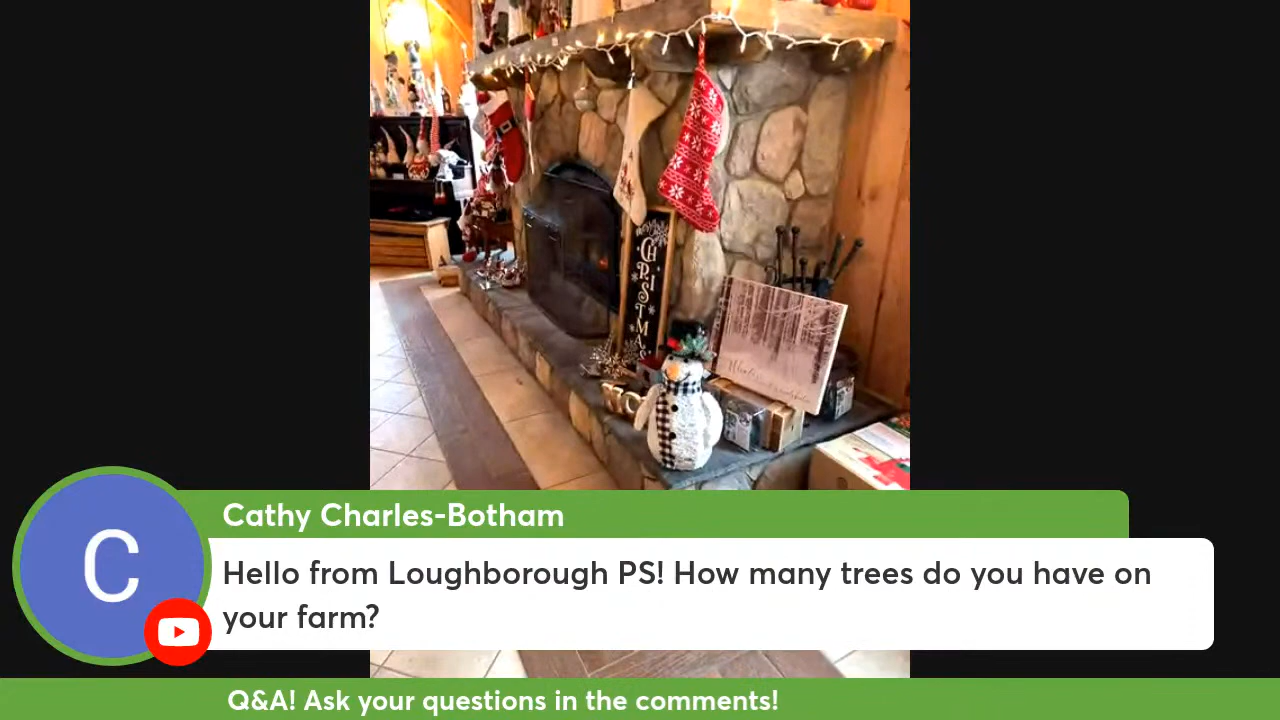 CHRISTMAS
C
Cathy Charles-Botham
Hello from Loughborough PS! How many trees do you have on
your farm?
Q&A! Ask your questions in the comments!